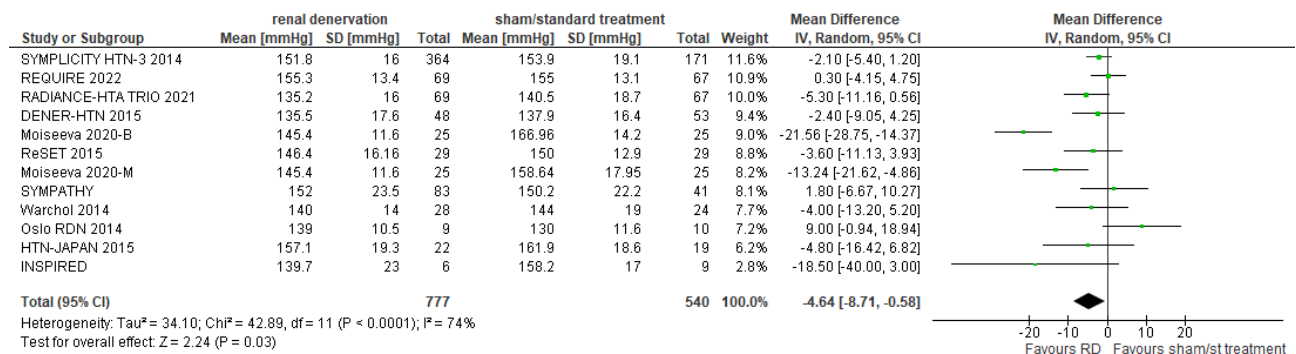 renal denervation sham/standard treatment Mean Difference Mean Difference
Study or Subgroup Mean [mmHg] SD [mmHg] Total Mean [mmHg] SD [mmHg] Total Weight IV, Random, 95% CI IV, Random, 95% CI
SYMPLICITY HTN-3 2014 151.8 16 364 153.9 19.1 171 11.6% -2.10 [-5.40, 1.20]
REQUIRE 2022 155.3 13.4 69 155 13.1 67 10.9% 0.30 [-4.15, 4.75]
RADIANCE-HTA TRIO 2021 135.2 16 69 140.5 18.7 67 10.0% -5.30 [-11.16, 0.56]
DENER-HTN 2015 135.5 17.6 48 137.9 16.4 53 9.4% -2.40 [-9.05, 4.25]
Moiseeva 2020-B 145.4 11.6 25 166.96 14.2 25 9.0% -21.56 [-28.75, -14.37]
ReSET 2015 146.4 16.16 29 150 12.9 29 8.8% -3.60 [-11.13, 3.93]
Moiseeva 2020-M 145.4 11.6 25 158.64 17.95 25 8.2% -13.24 [-21.62, -4.86]
SYMPATHY 152 23.5 83 150.2 22.2 41 8.1% 1.80 [-6.67, 10.27]
Warchol 2014 140 14 28 144 19 24 7.7% -4.00 [-13.20, 5.20]
Oslo RDN 2014 139 10.5 9 130 11.6 10 7.3% 9.00 [-0.94, 18.94]
HTN-JAPAN 2015 157.1 19.3 22 161.9 18.6 19 6.2% -4.80 [-16.42, 6.82]
INSPIRED 139.7 23 6 158.2 17 9 2.8% -18.50 [-40.00, 3.00]
Total (95% CI) 777 540 100.0% -4.64 [-8.71, -0.58]
Heterogeneity: Tau² = 34.10; Chi² = 42.89, df = 11 (P < 0.0001); I² = 74%
Test for overall effect: Z = 2.24 (P = 0.03)
-20 -10 0 10 20
Favours RD Favours sham/st treatment